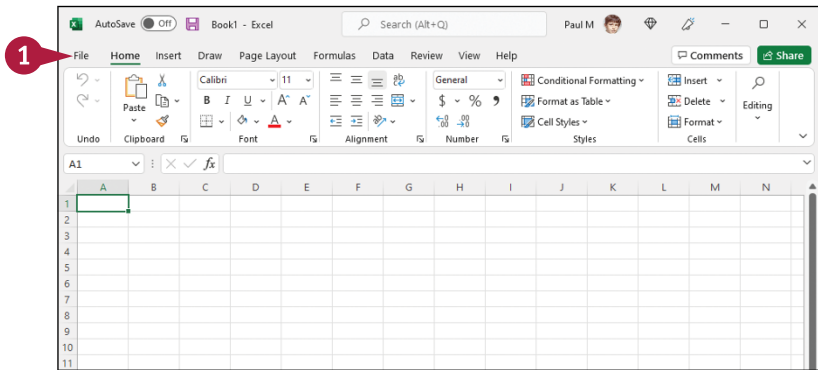 AutoSave Off Book1 - Excel Search (Alt+Q) Paul M
1
File Home Insert Draw Page Layout Formulas Data Review View Help Comments Share
Calibri 11 ab General Conditional Formatting Insert
Paste B I U A A $ % 9 Format as Table Delete Editing
A Cell Styles Format
Undo Clipboard Font Alignment Number Styles Cells
A1 fx
A B C D E F G H I J K L M N
1
2
3
4
5
6
7
8
9
10
11